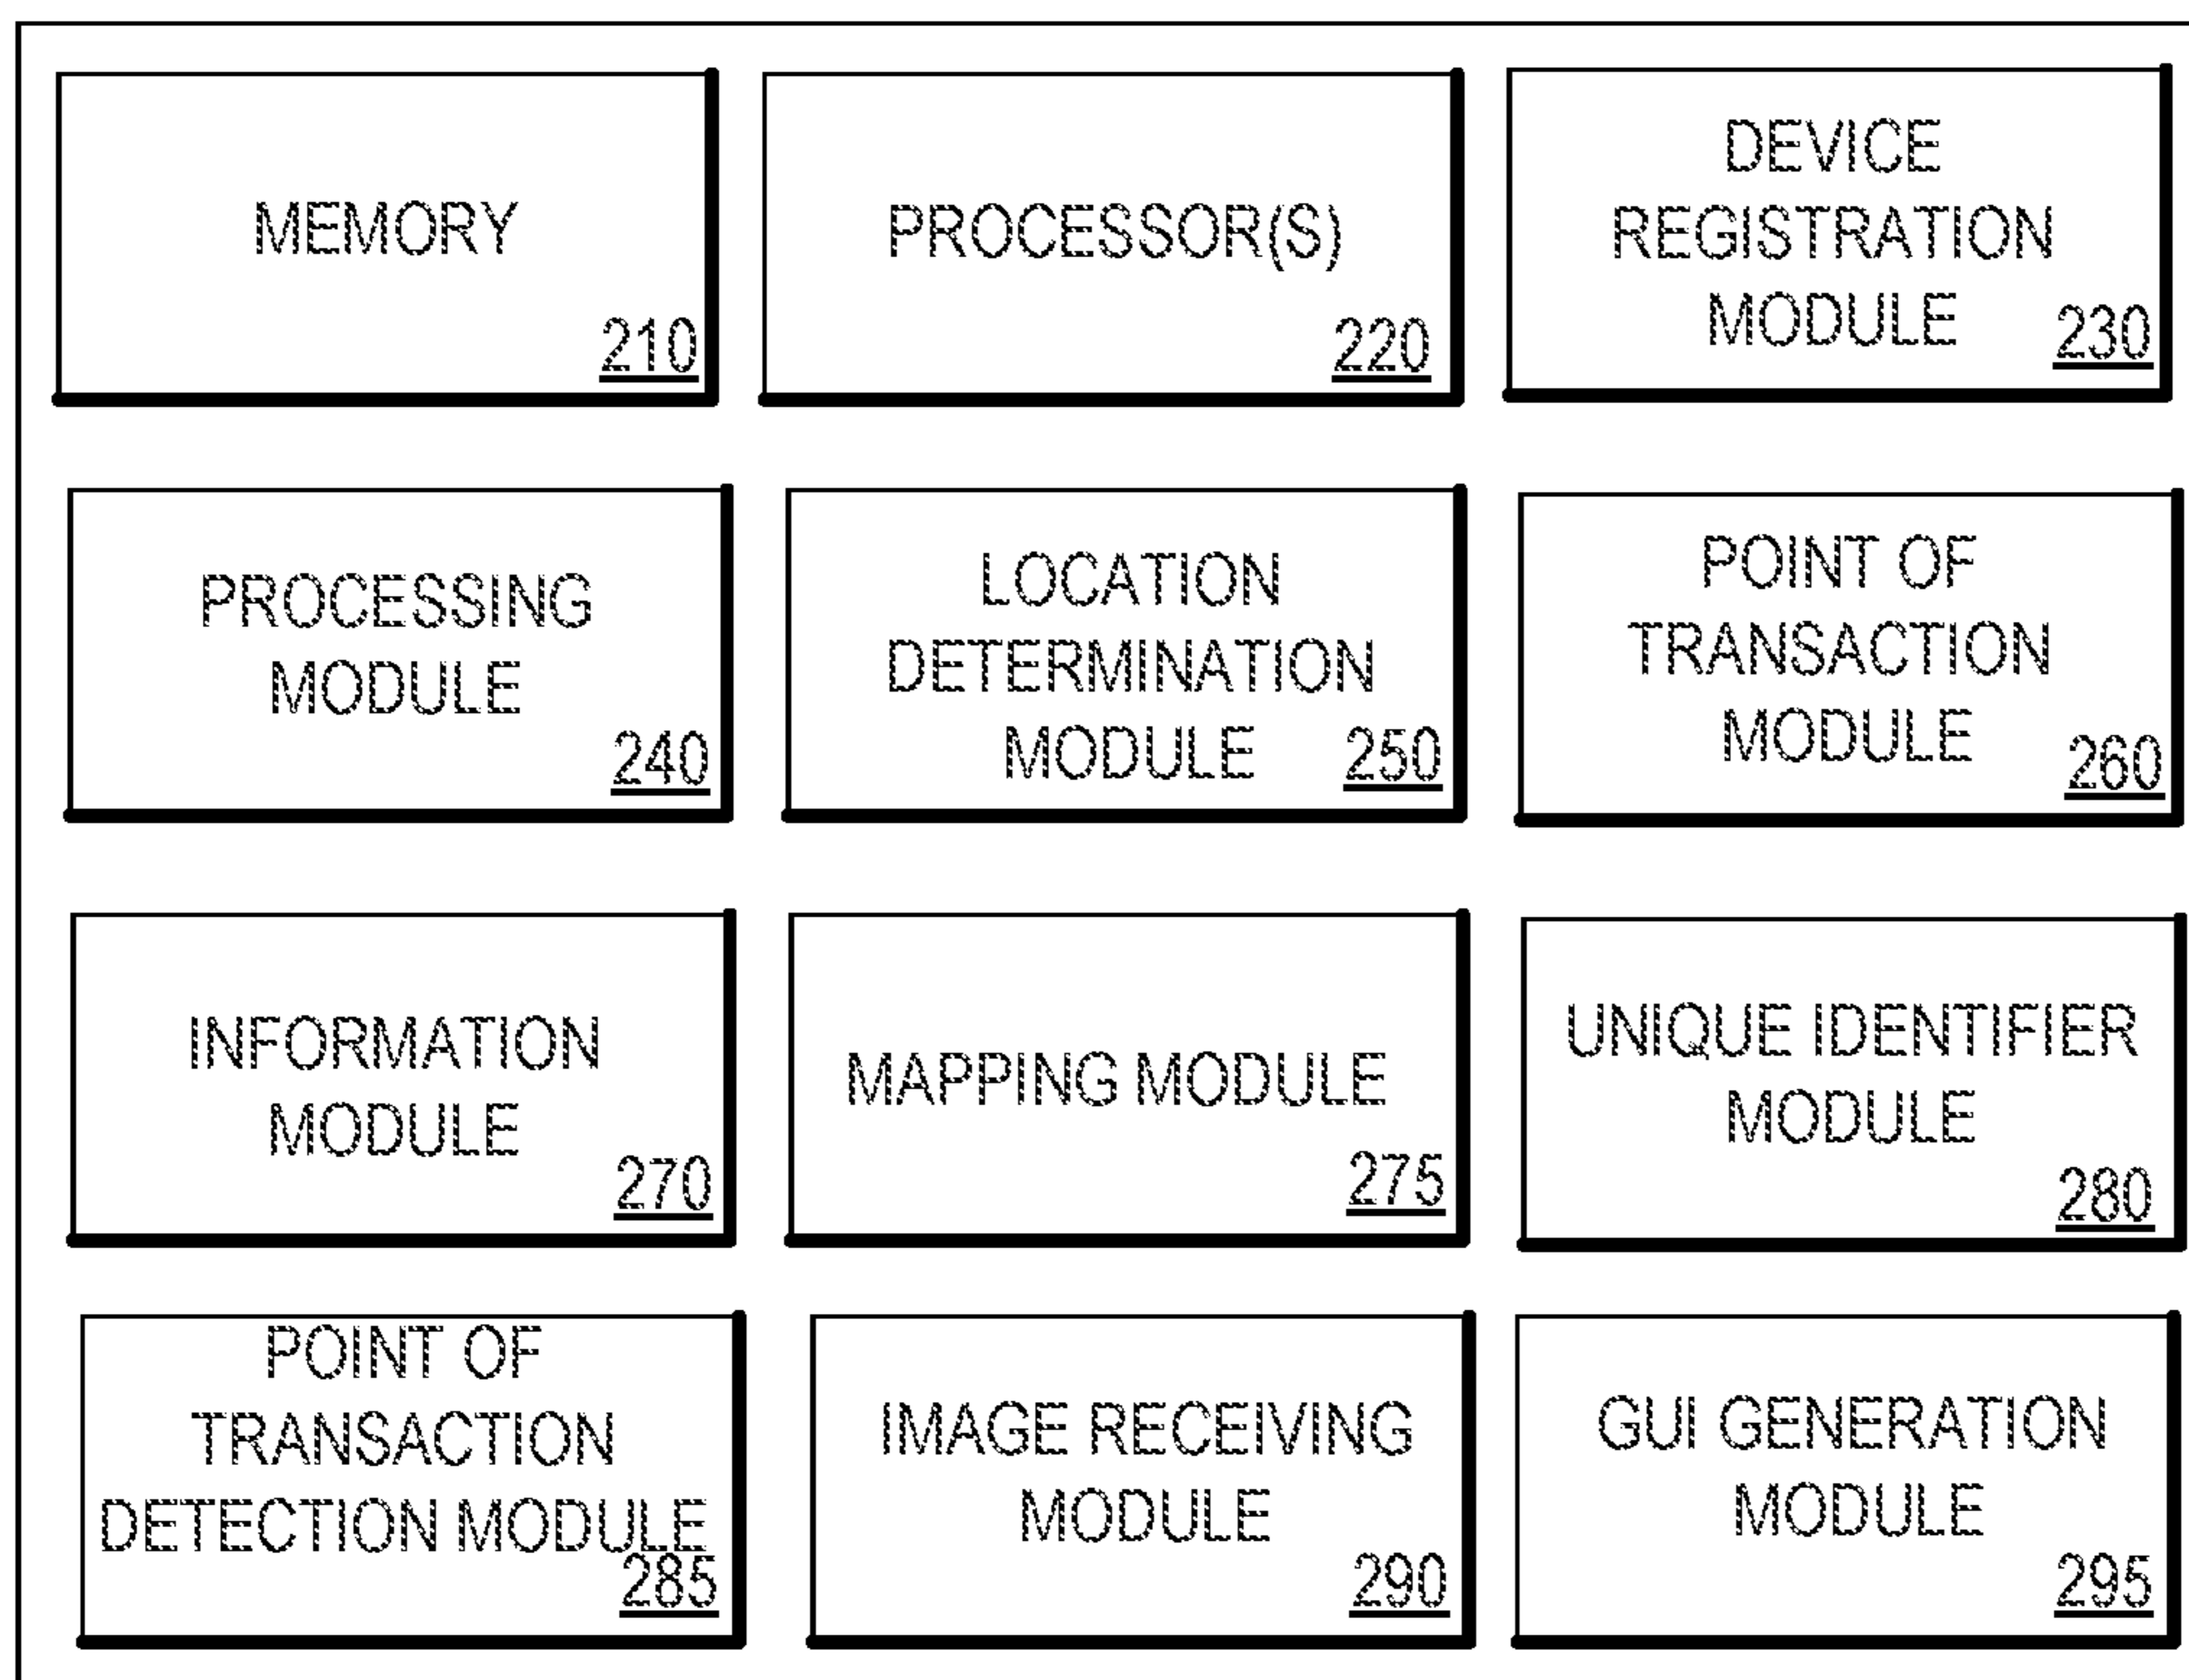 MEMORY
210
PROCESSOR(S)
220
DEVICE
REGISTRATION
MODULE
230
PROCESSING
MODULE
240
LOCATION
DETERMINATION
MODULE
250
POINT OF
TRANSACTION
MODULE
260
INFORMATION
MODULE
270
MAPPING MODULE
275
UNIQUE IDENTIFIER
MODULE
280
POINT OF
TRANSACTION
DETECTION MODULE
285
IMAGE RECEIVING
MODULE
290
GUI GENERATION
MODULE
295